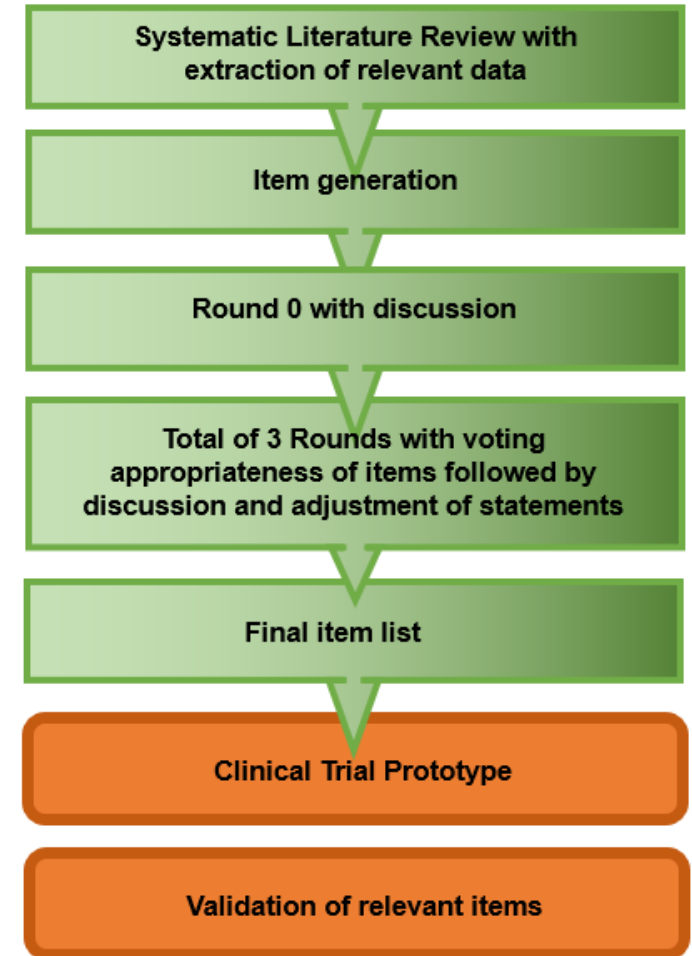 Systematic Literature Review with
extraction of relevant data
Item generation
Round 0 with discussion
Total of 3 Rounds with voting
appropriateness of items followed by
discussion and adjustment of statements
Final item list
Clinical Trial Prototype
Validation of relevant items